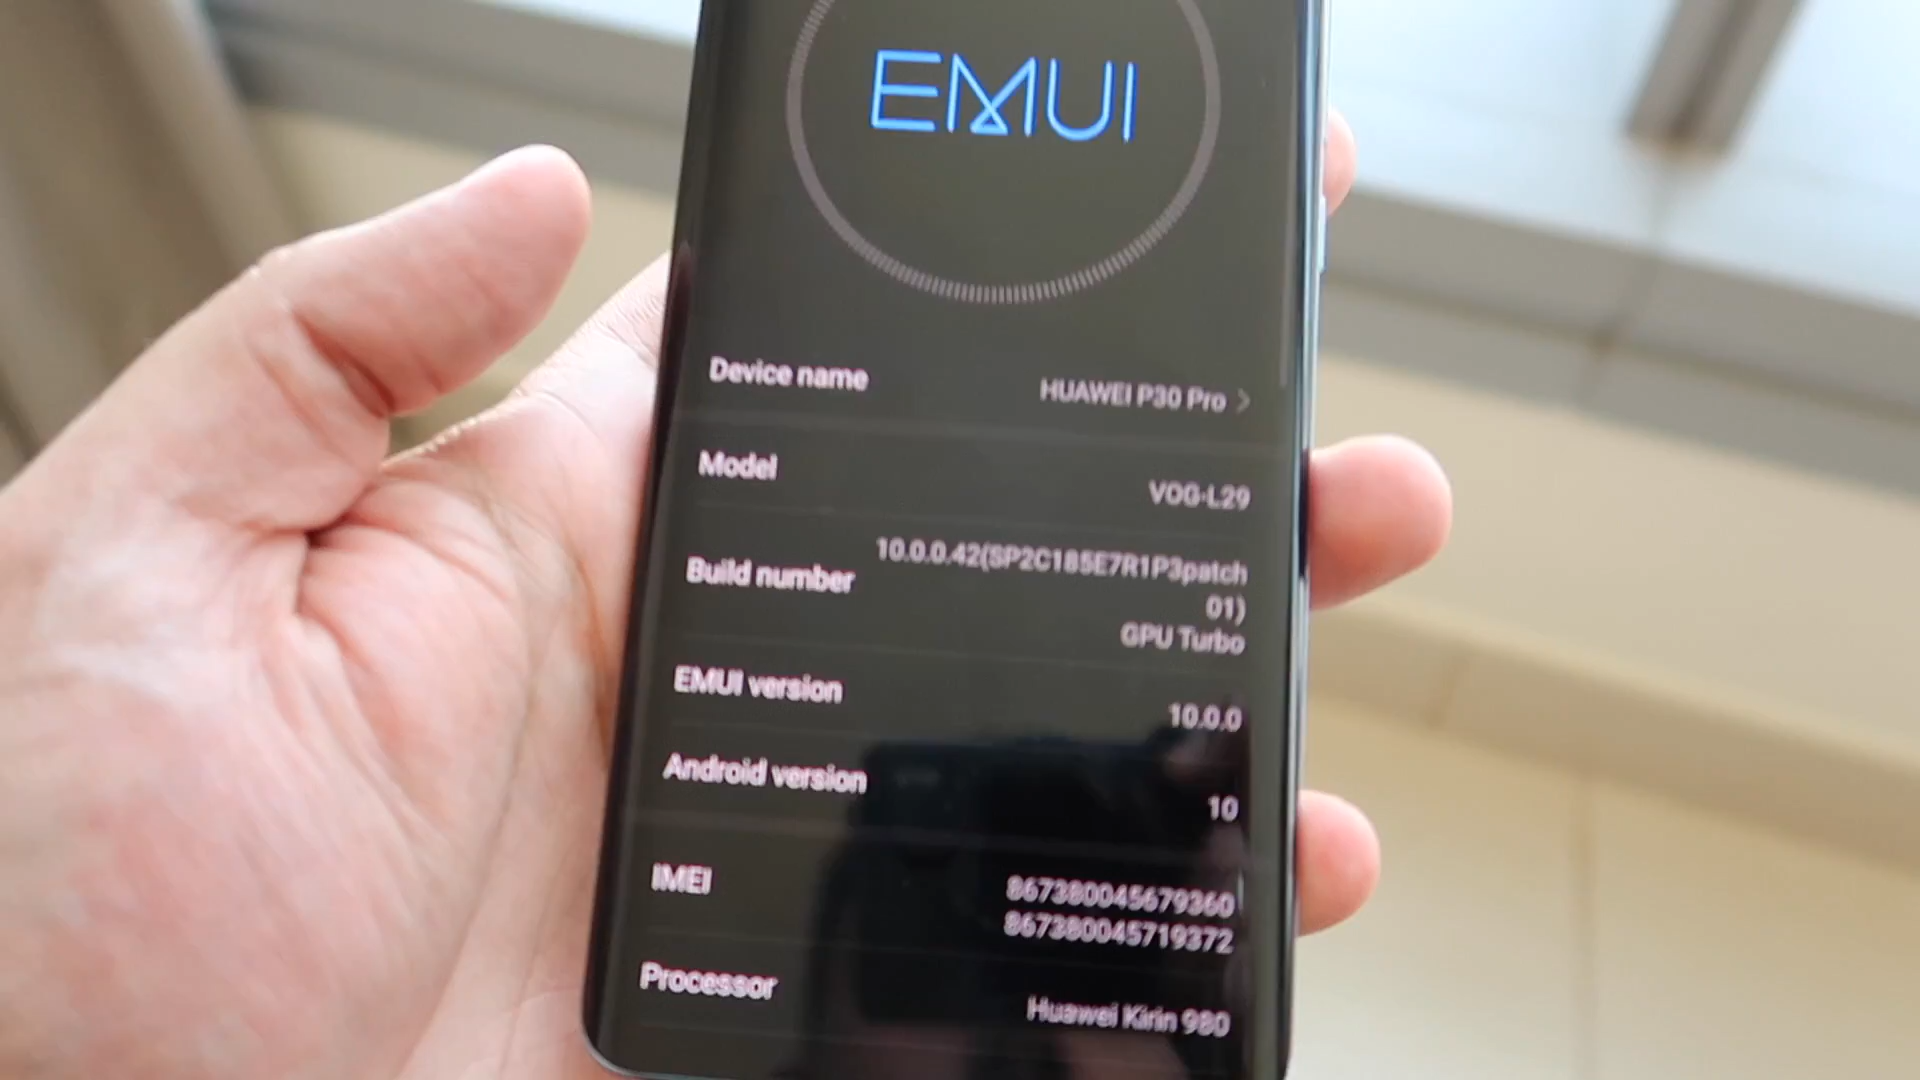 EMUI
Device name HUAWEI P30 Pro
Model VOG-L29
Build number 10.0.0.42(SP2C185E7R1P3patch
01)
GPU Turbo
EMUI version 10.0.0
Android version 10
IMEI 867380045679360
867380045719372
Processor Huawei Kirin 980